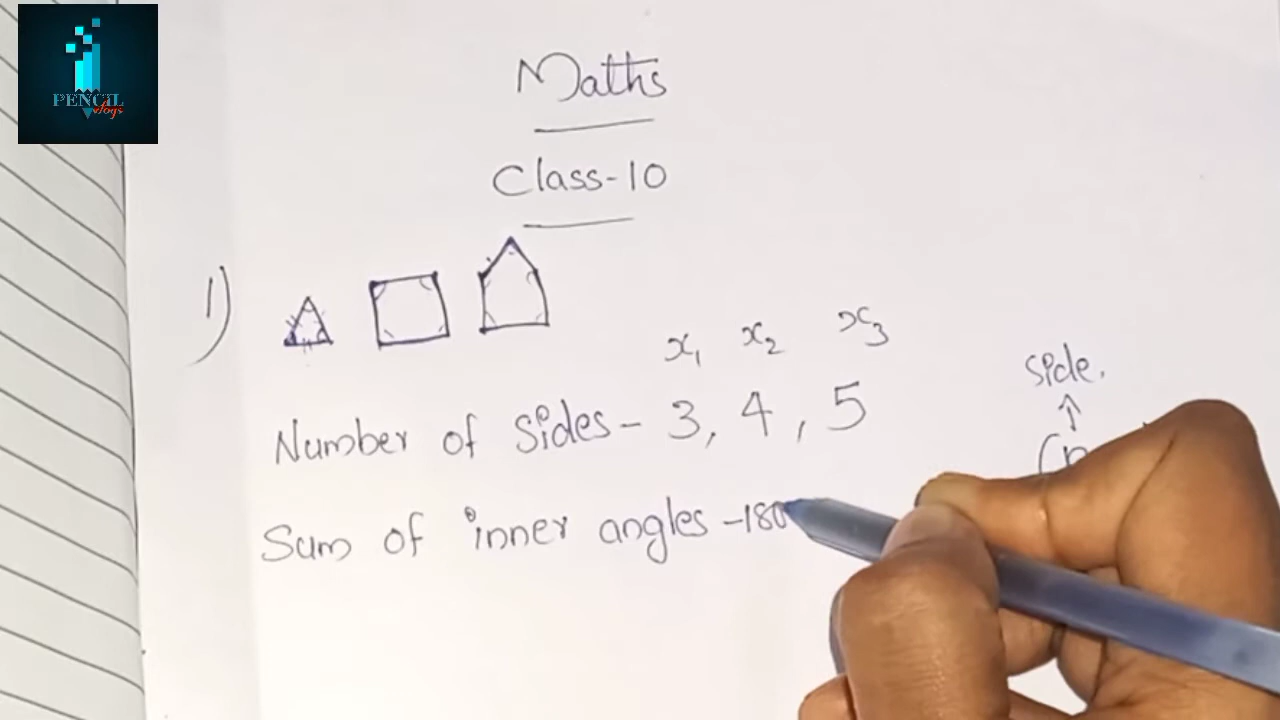 PENCIL
Joys
Maths
Class-10
1)
x₁ x₂ x₃
side.
Number of Sides - 3, 4, 5
Sum of inner angles - 180